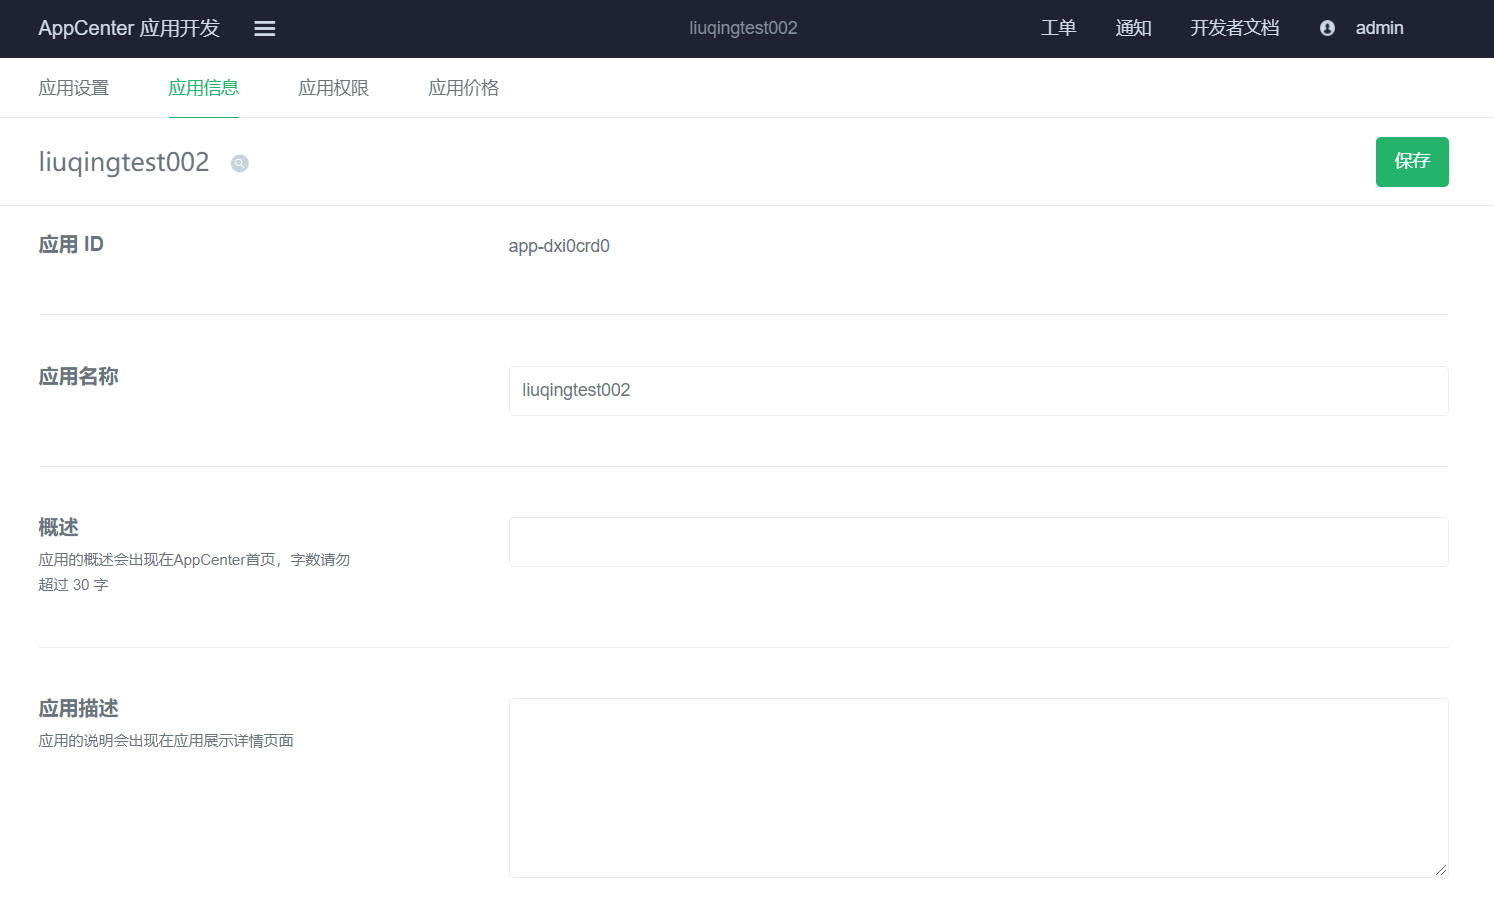 AppCenter 应用开发
liuqingtest002
工单
通知
开发者文档
admin
应用设置
应用信息
应用权限
应用价格
liuqingtest002
保存
应用 ID
app-dxi0crd0
应用名称
liuqingtest002
概述
应用的概述会出现在AppCenter首页，字数请勿
超过 30 字
应用描述
应用的说明会出现在应用展示详情页面